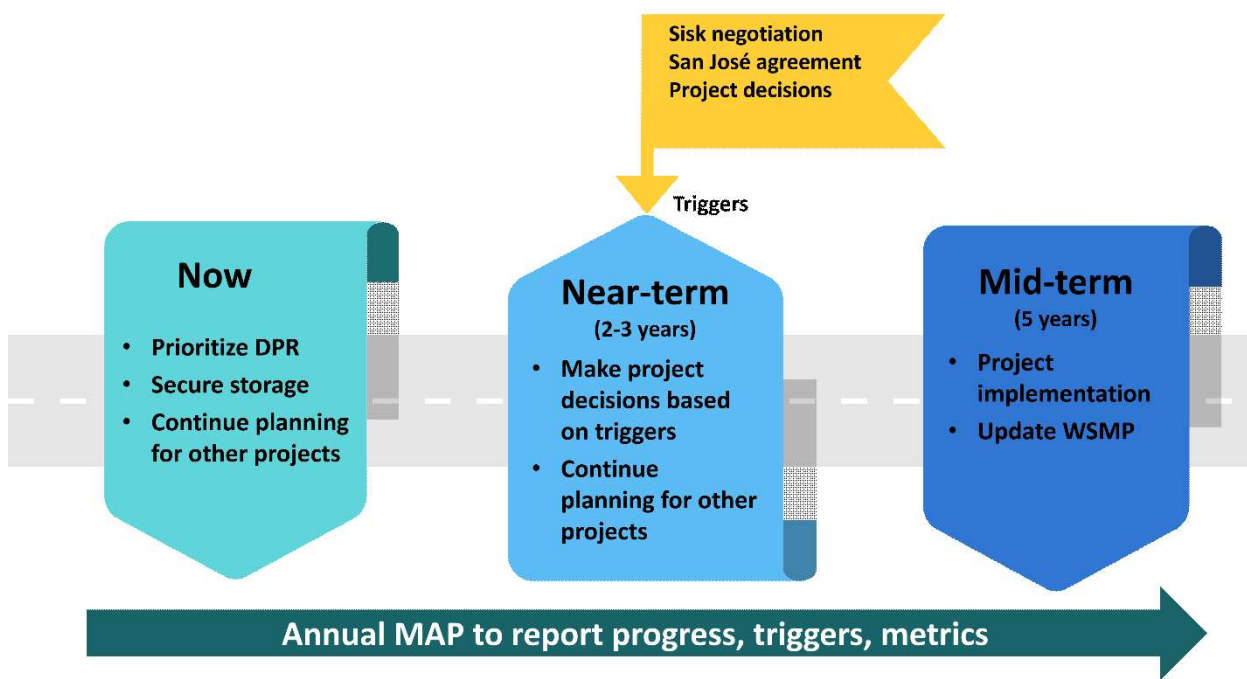 Sisk negotiation
San José agreement
Project decisions
Triggers
Now
• Prioritize DPR
• Secure storage
• Continue planning
for other projects
Near-term
(2-3 years)
• Make project
decisions based
on triggers
• Continue
planning for other
projects
Mid-term
(5 years)
• Project
implementation
• Update WSMP
Annual MAP to report progress, triggers, metrics